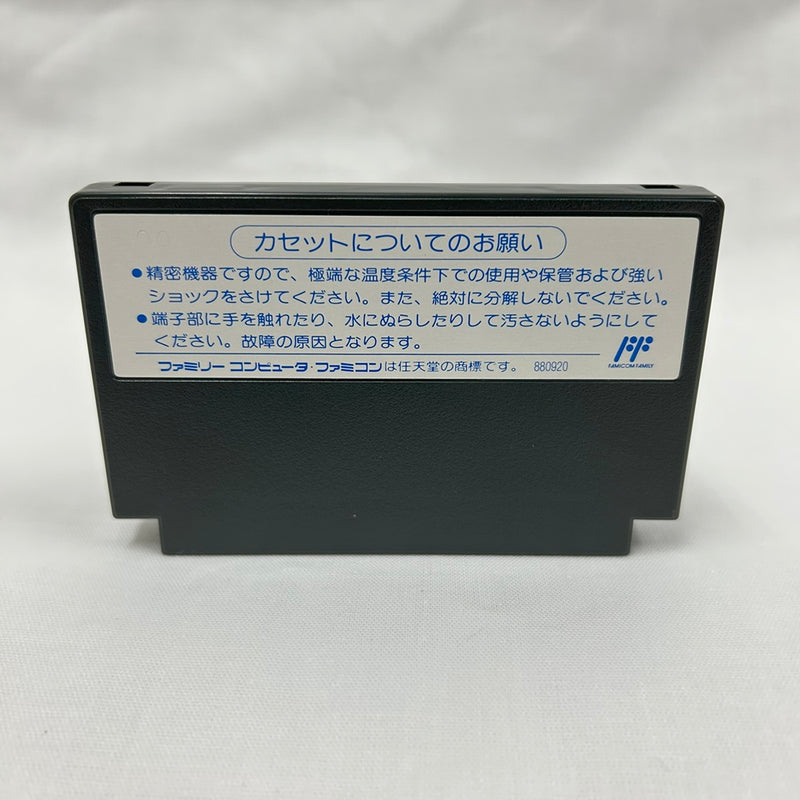 カセットについてのお願い
●精密機器ですので、極端な温度条件下での使用や保管および強い
ショックをさけてください。また、絶対に分解しないでください。
●端子部に手を触れたり、水にぬらしたりして汚さないようにして
ください。故障の原因となります。
FAMICOM FAMILY
ファミリー コンピュータ・ファミコンは任天堂の商標です。 880920